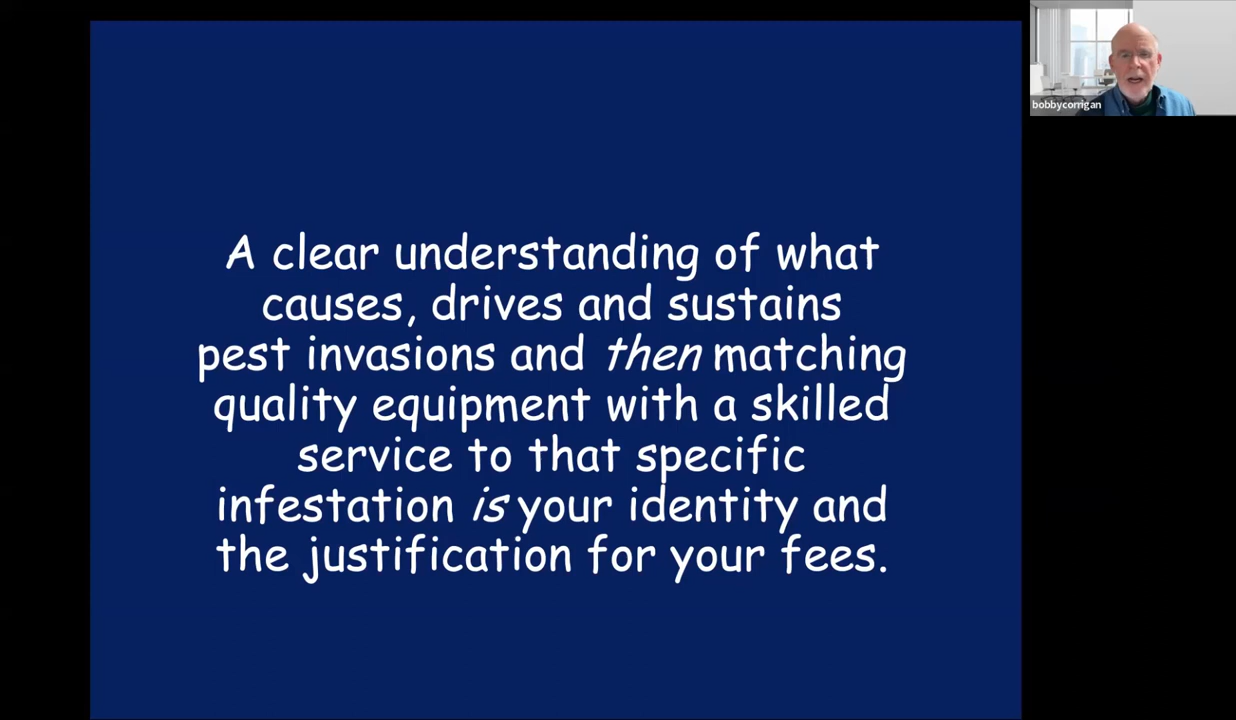 A clear understanding of what
causes, drives and sustains
pest invasions and then matching
quality equipment with a skilled
service to that specific
infestation is your identity and
the justification for your fees.
bobbycorrigan